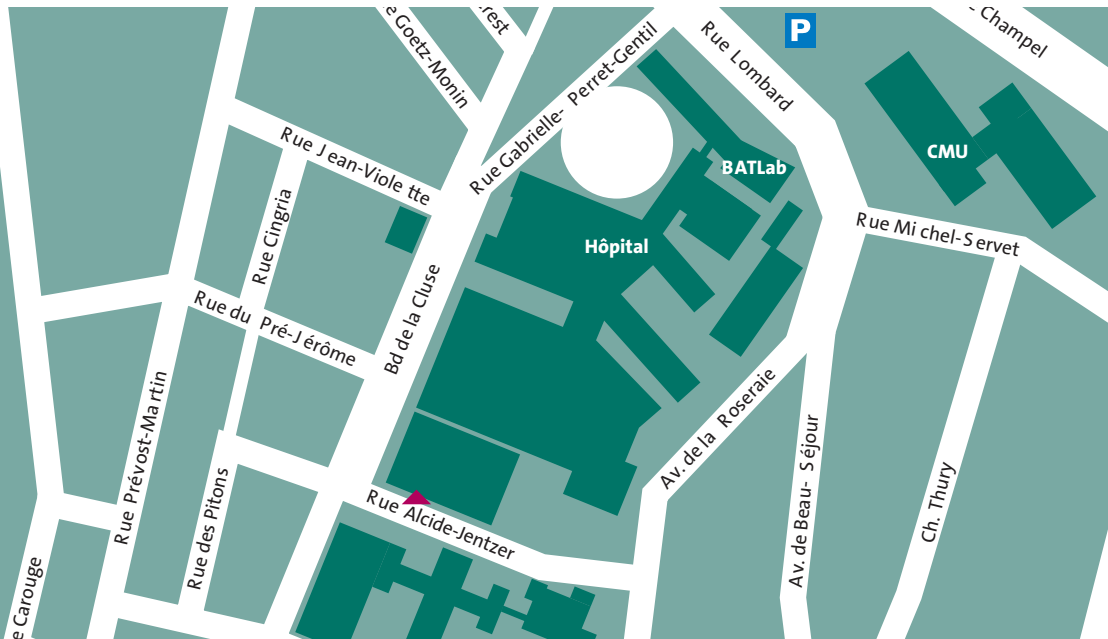 e Goetz-Monin
rest
P
Rue Lombard
Champel
Rue Gabrielle- Perret-Gentil
Rue Jean-Violette
CMU
BATLab
Rue Cingria
Rue Michel-Servet
Hôpital
Rue du Pré-Jérôme
Bd de la Cluse
Rue Prévost-Martin
Av. de la Roseraie
Av. de Beau-Séjour
Ch. Thury
Rue des Pitons
Rue Alcide-Jentzer
e Carouge